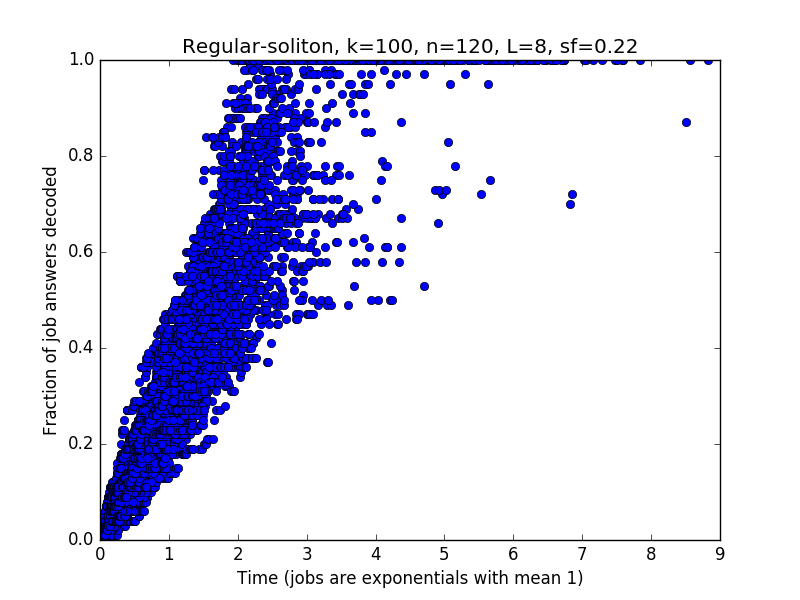 Regular-soliton, k=100, n=120, L=8, sf=0.22
1.0
0.8
0.6
0.4
0.2
0.0
Fraction of job answers decoded
0 1 2 3 4 5 6 7 8 9
Time (jobs are exponentials with mean 1)